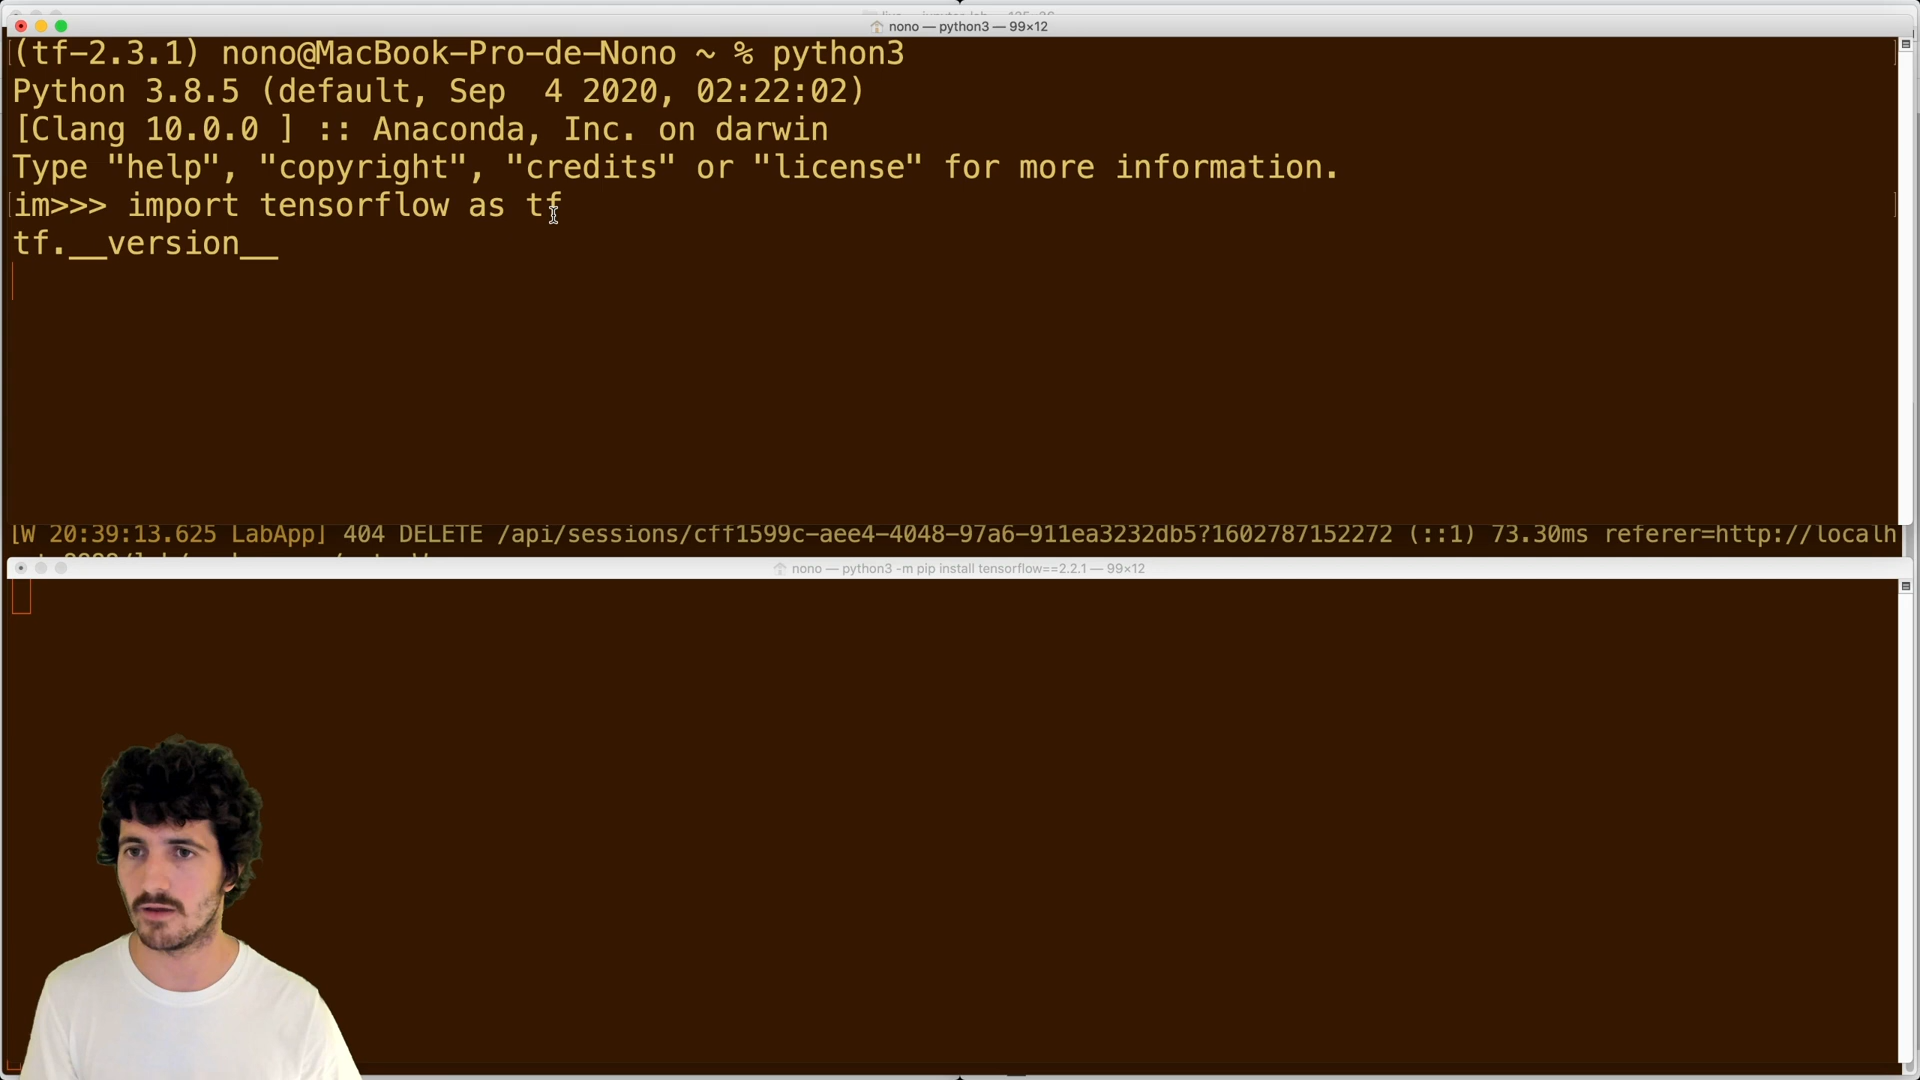 nono — python3 — 99×12
(tf-2.3.1) nono@MacBook-Pro-de-Nono ~ % python3
Python 3.8.5 (default, Sep  4 2020, 02:22:02)
[Clang 10.0.0 ] :: Anaconda, Inc. on darwin
Type "help", "copyright", "credits" or "license" for more information.
im>>> import tensorflow as tf
tf.__version__
[W 20:39:13.625 LabApp] 404 DELETE /api/sessions/cff1599c-aee4-4048-97a6-911ea3232db5?1602787152272 (::1) 73.30ms referer=http://localh
nono — python3 -m pip install tensorflow==2.2.1 — 99×12